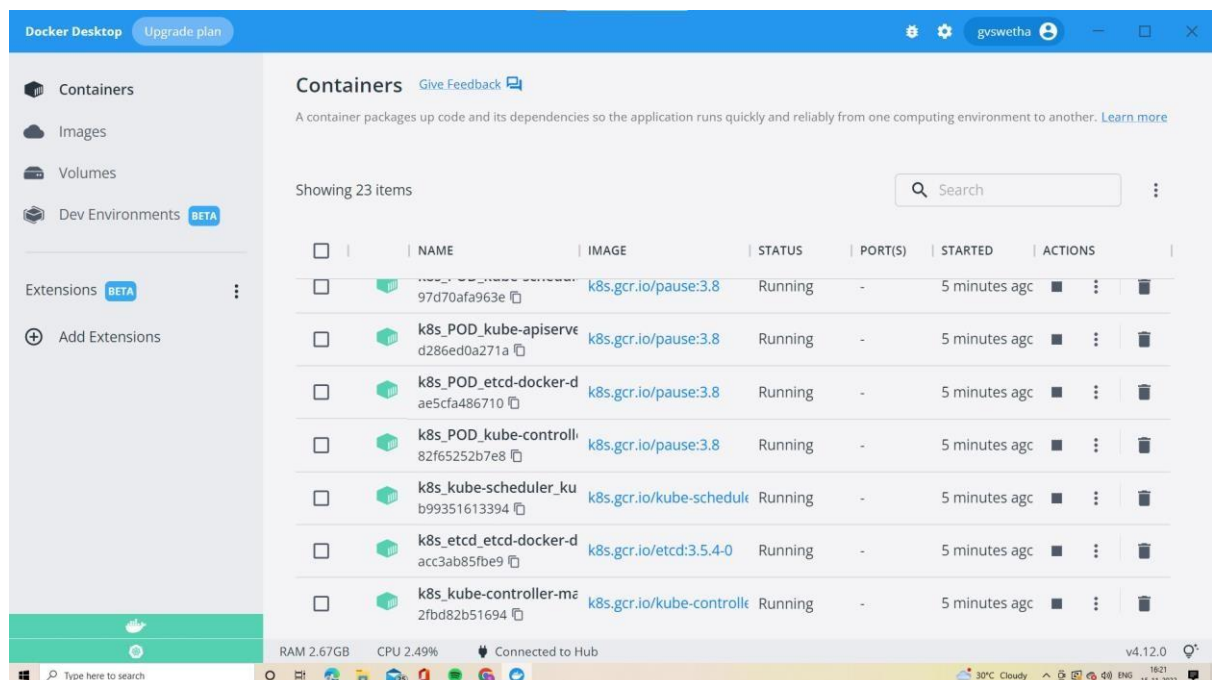 Docker Desktop Upgrade plan gvswetha
Containers
Images
Volumes
Dev Environments BETA
Extensions BETA
Add Extensions
Containers Give Feedback
A container packages up code and its dependencies so the application runs quickly and reliably from one computing environment to another. Learn more
Showing 23 items Search
NAME IMAGE STATUS PORT(S) STARTED ACTIONS
97d70afa963e k8s.gcr.io/pause:3.8 Running - 5 minutes agc
k8s_POD_kube-apiserve
d286ed0a271a k8s.gcr.io/pause:3.8 Running - 5 minutes agc
k8s_POD_etcd-docker-d
ae5cfa486710 k8s.gcr.io/pause:3.8 Running - 5 minutes agc
k8s_POD_kube-controll
82f65252b7e8 k8s.gcr.io/pause:3.8 Running - 5 minutes agc
k8s_kube-scheduler_ku
b99351613394 k8s.gcr.io/kube-schedule Running - 5 minutes agc
k8s_etcd_etcd-docker-d
acc3ab85fbe9 k8s.gcr.io/etcd:3.5.4-0 Running - 5 minutes agc
k8s_kube-controller-ma
2fbd82b51694 k8s.gcr.io/kube-controlle Running - 5 minutes agc
RAM 2.67GB CPU 2.49% Connected to Hub v4.12.0
Type here to search 30°C Cloudy ENG 16:21